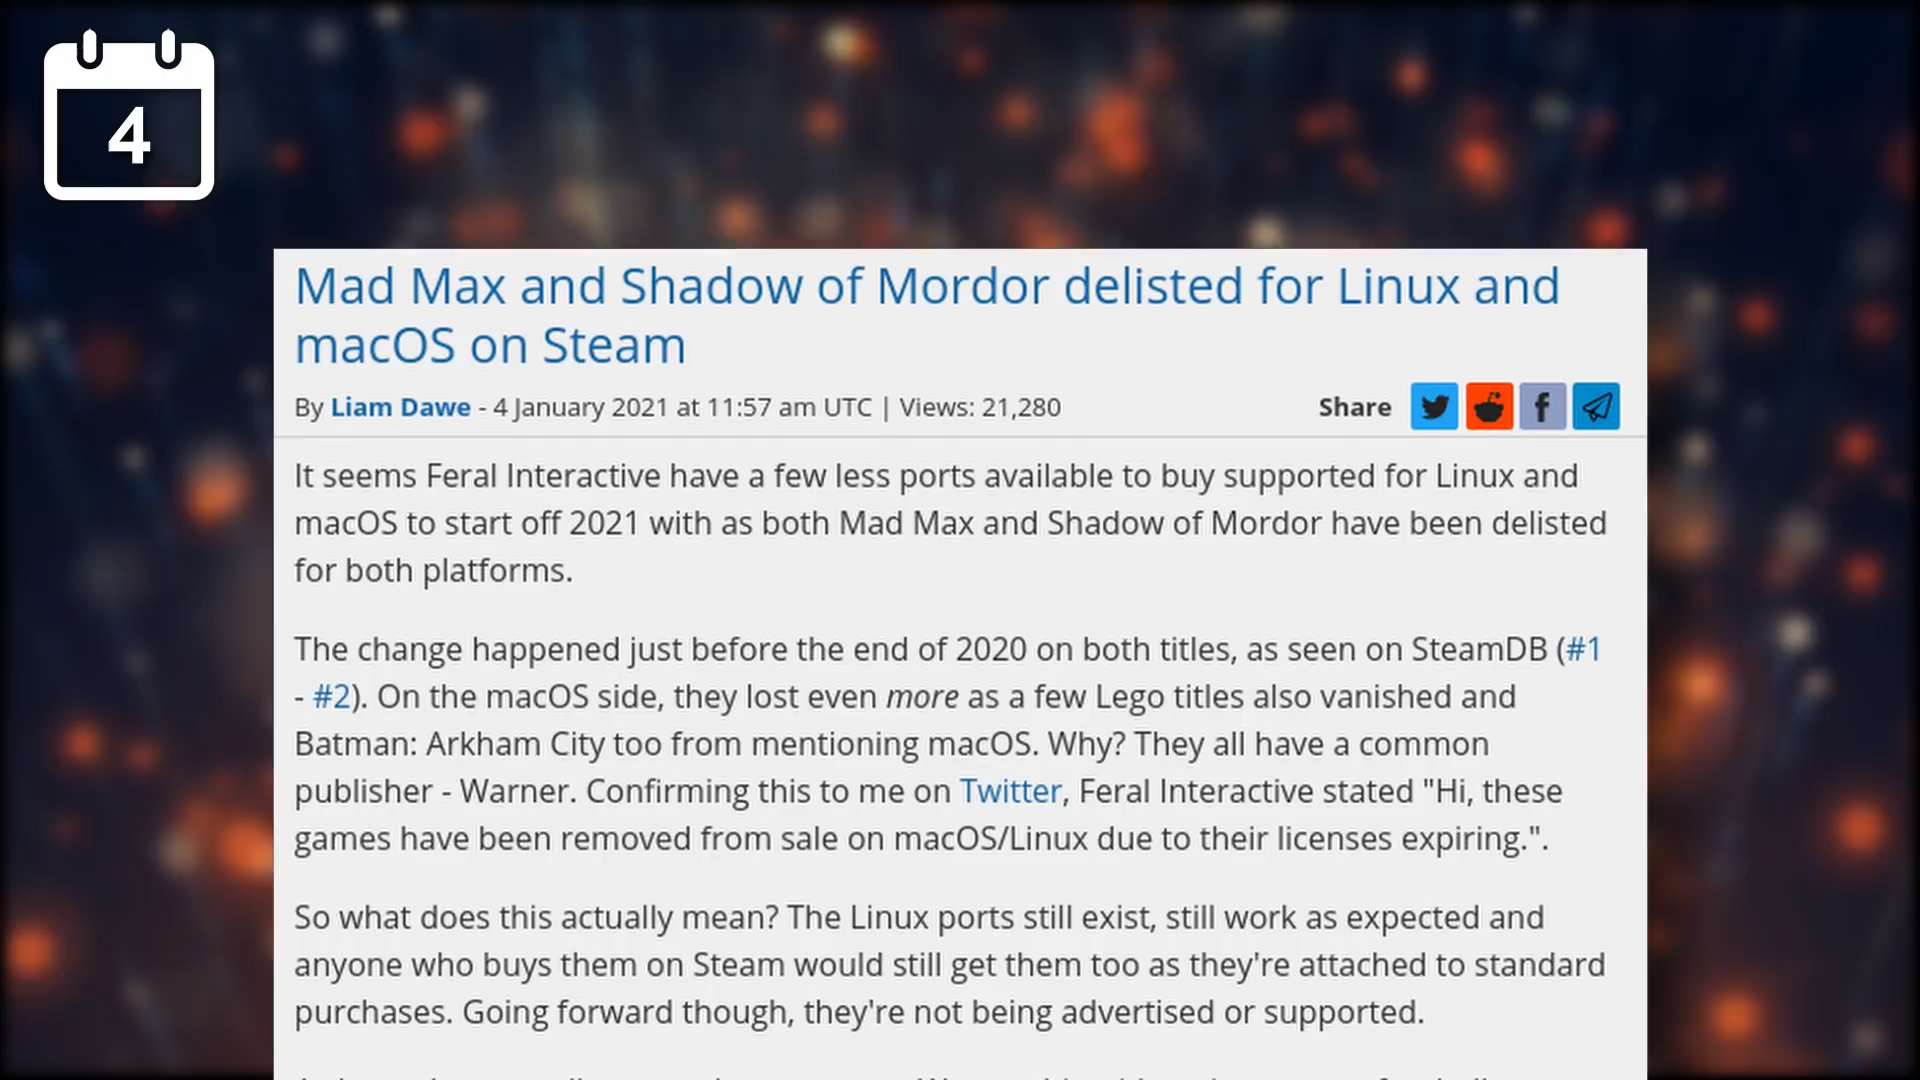 4
Mad Max and Shadow of Mordor delisted for Linux and
macOS on Steam
By Liam Dawe - 4 January 2021 at 11:57 am UTC | Views: 21,280
Share
It seems Feral Interactive have a few less ports available to buy supported for Linux and
macOS to start off 2021 with as both Mad Max and Shadow of Mordor have been delisted
for both platforms.
The change happened just before the end of 2020 on both titles, as seen on SteamDB (#1
- #2). On the macOS side, they lost even more as a few Lego titles also vanished and
Batman: Arkham City too from mentioning macOS. Why? They all have a common
publisher - Warner. Confirming this to me on Twitter, Feral Interactive stated "Hi, these
games have been removed from sale on macOS/Linux due to their licenses expiring.".
So what does this actually mean? The Linux ports still exist, still work as expected and
anyone who buys them on Steam would still get them too as they're attached to standard
purchases. Going forward though, they're not being advertised or supported.